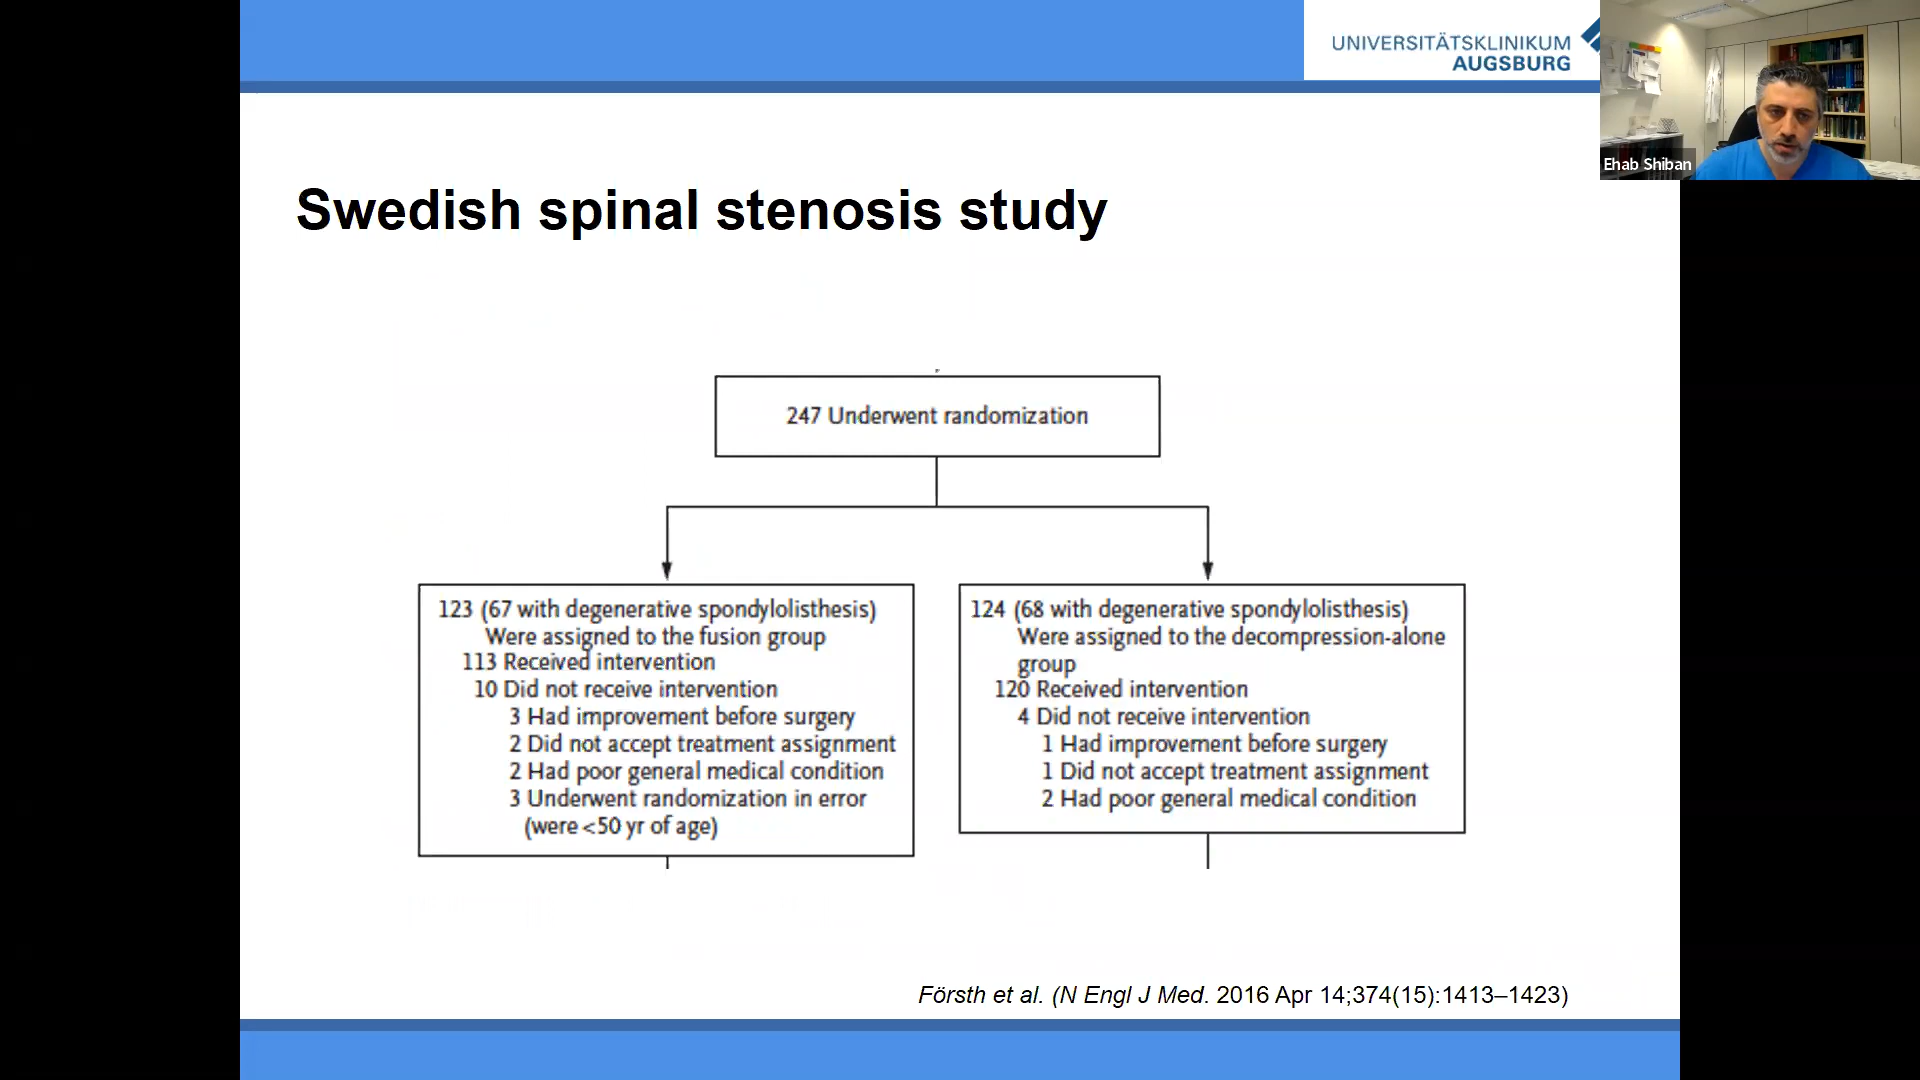 UNIVERSITÄTSKLINIKUM
AUGSBURG
Ehab Shiban
Swedish spinal stenosis study
247 Underwent randomization
123 (67 with degenerative spondylolisthesis)
Were assigned to the fusion group
113 Received intervention
10 Did not receive intervention
3 Had improvement before surgery
2 Did not accept treatment assignment
2 Had poor general medical condition
3 Underwent randomization in error
(were <50 yr of age)
124 (68 with degenerative spondylolisthesis)
Were assigned to the decompression-alone
group
120 Received intervention
4 Did not receive intervention
1 Had improvement before surgery
1 Did not accept treatment assignment
2 Had poor general medical condition
Försth et al. (N Engl J Med. 2016 Apr 14;374(15):1413–1423)